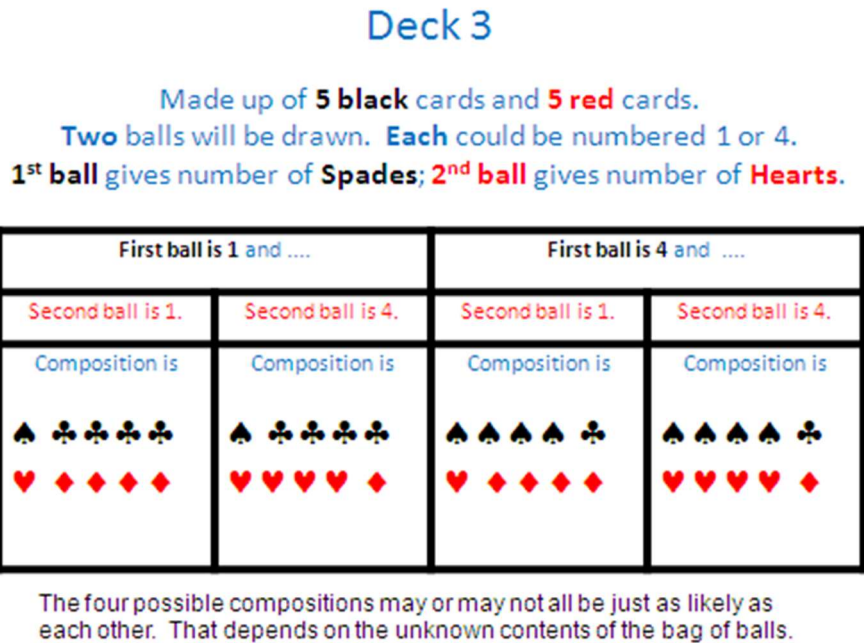 Deck 3
Made up of 5 black cards and 5 red cards.
Two balls will be drawn. Each could be numbered 1 or 4.
1st ball gives number of Spades; 2nd ball gives number of Hearts.
First ball is 1 and .... First ball is 4 and ....
Second ball is 1. Second ball is 4. Second ball is 1. Second ball is 4.
Composition is Composition is Composition is Composition is
♠ ♣♣♣♣ ♠ ♣♣♣♣ ♠♠♠♠ ♣ ♠♠♠♠ ♣
♥ ♦♦♦♦ ♥♥♥♥ ♦ ♥ ♦♦♦♦ ♥♥♥♥ ♦
The four possible compositions may or may not all be just as likely as
each other. That depends on the unknown contents of the bag of balls.